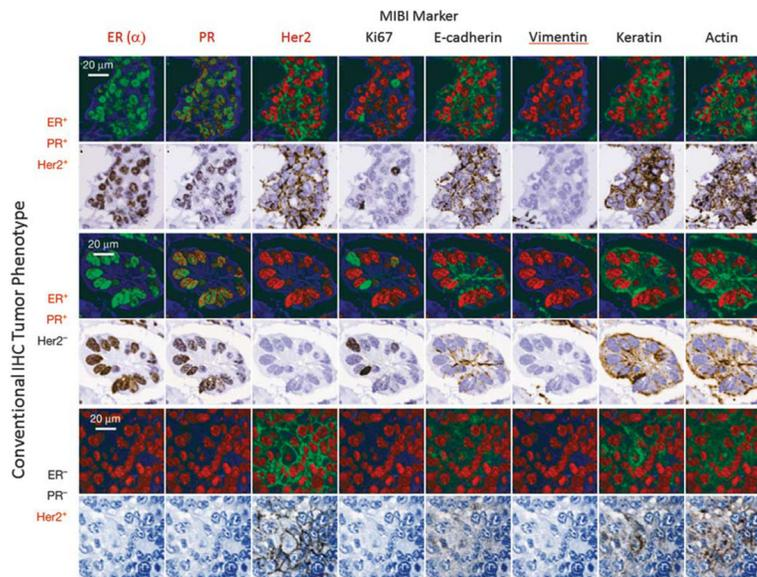 MIBI Marker
ER (α) PR Her2 Ki67 E-cadherin Vimentin Keratin Actin
20 μm
ER⁺
PR⁺
Her2⁺
20 μm
ER⁺
PR⁺
Her2⁻
20 μm
ER⁻
PR⁻
Her2⁺
Conventional IHC Tumor Phenotype